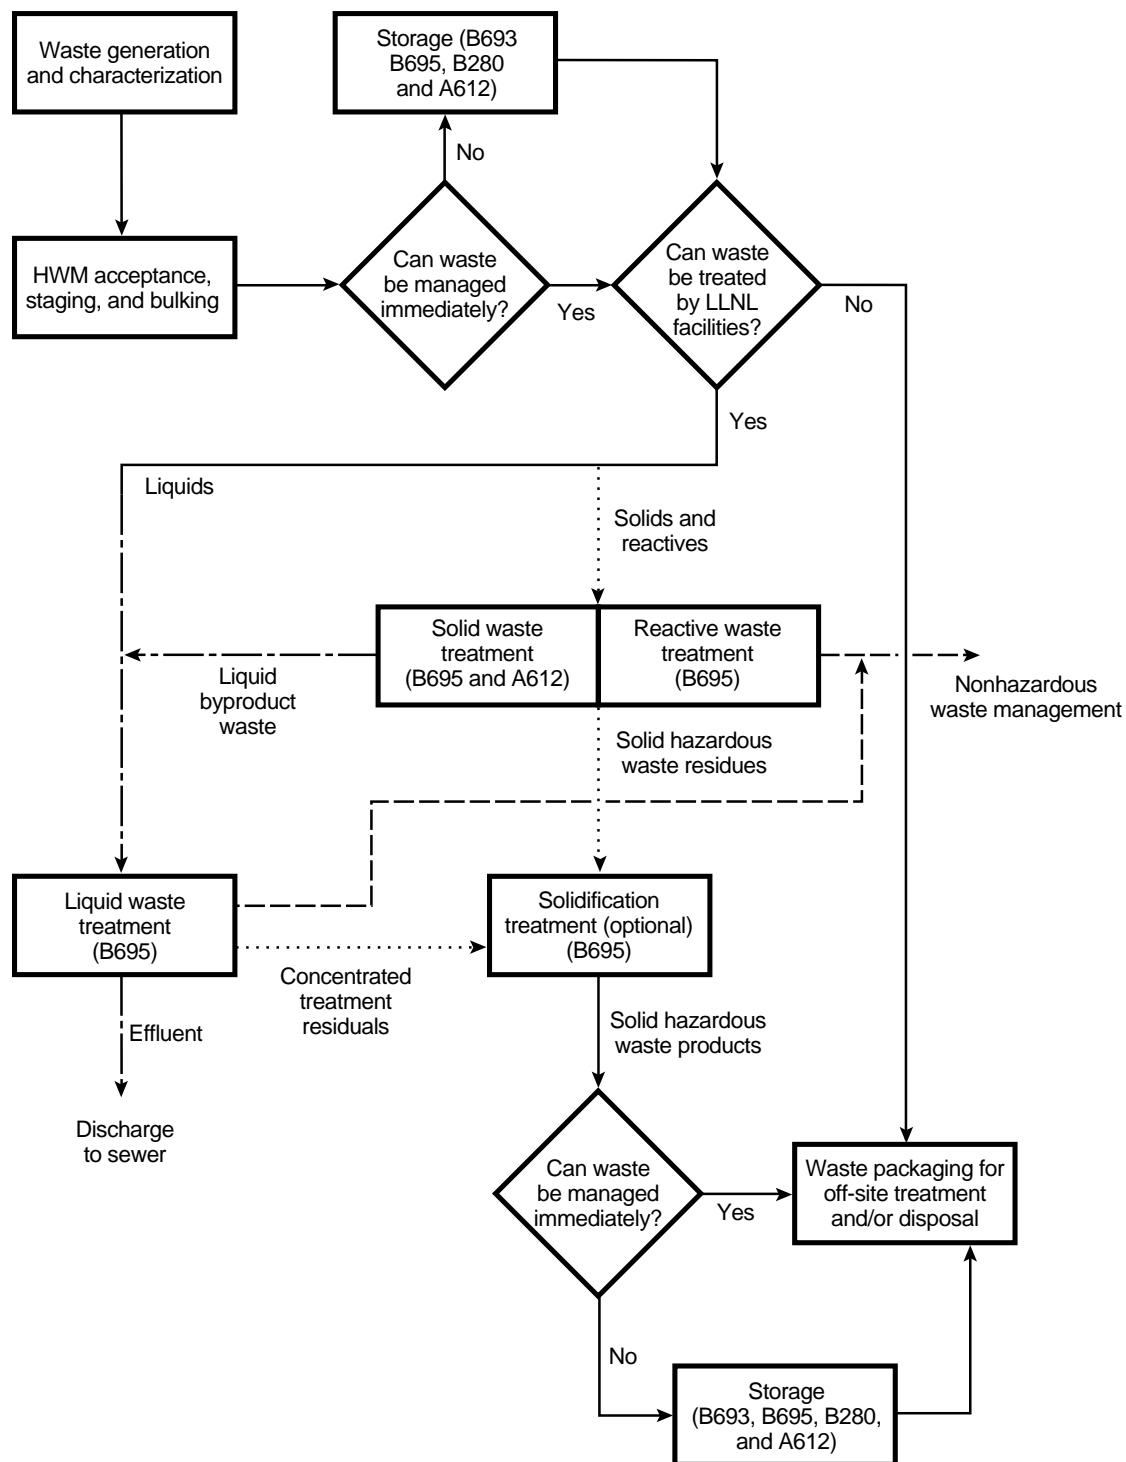 Waste generation
and characterization
Storage (B693
B695, B280
and A612)
No
HWM acceptance,
staging, and bulking
Can waste
be managed
immediately?
Yes
Can waste
be treated
by LLNL
facilities?
No
Yes
Liquids
Solids and
reactives
Solid waste
treatment
(B695 and A612)
Reactive waste
treatment
(B695)
Liquid
byproduct
waste
Nonhazardous
waste management
Solid hazardous
waste residues
Liquid waste
treatment
(B695)
Solidification
treatment (optional)
(B695)
Concentrated
treatment
residuals
Effluent
Solid hazardous
waste products
Discharge
to sewer
Can waste
be managed
immediately?
Yes
Waste packaging for
off-site treatment
and/or disposal
No
Storage
(B693, B695, B280,
and A612)